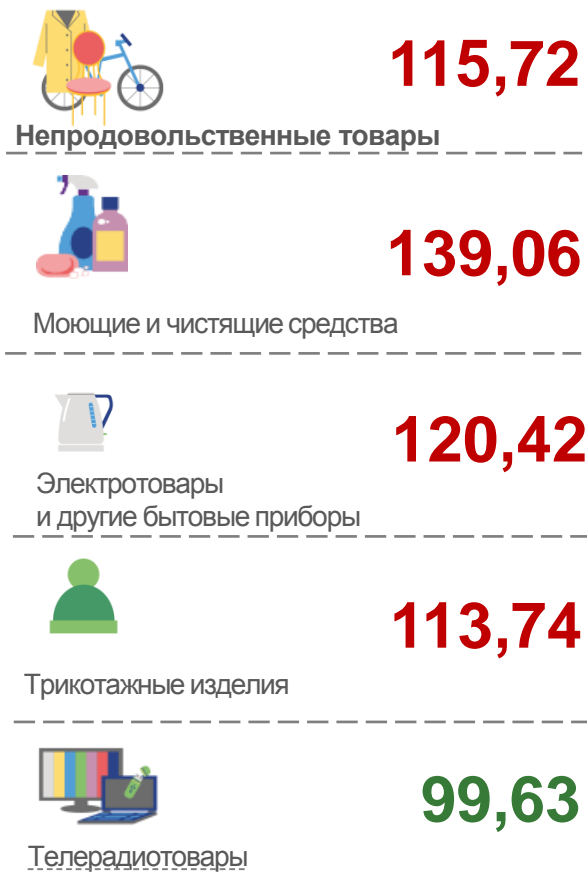 115,72
Непродовольственные товары
139,06
Моющие и чистящие средства
120,42
Электротовары
и другие бытовые приборы
113,74
Трикотажные изделия
99,63
Телерадиотовары